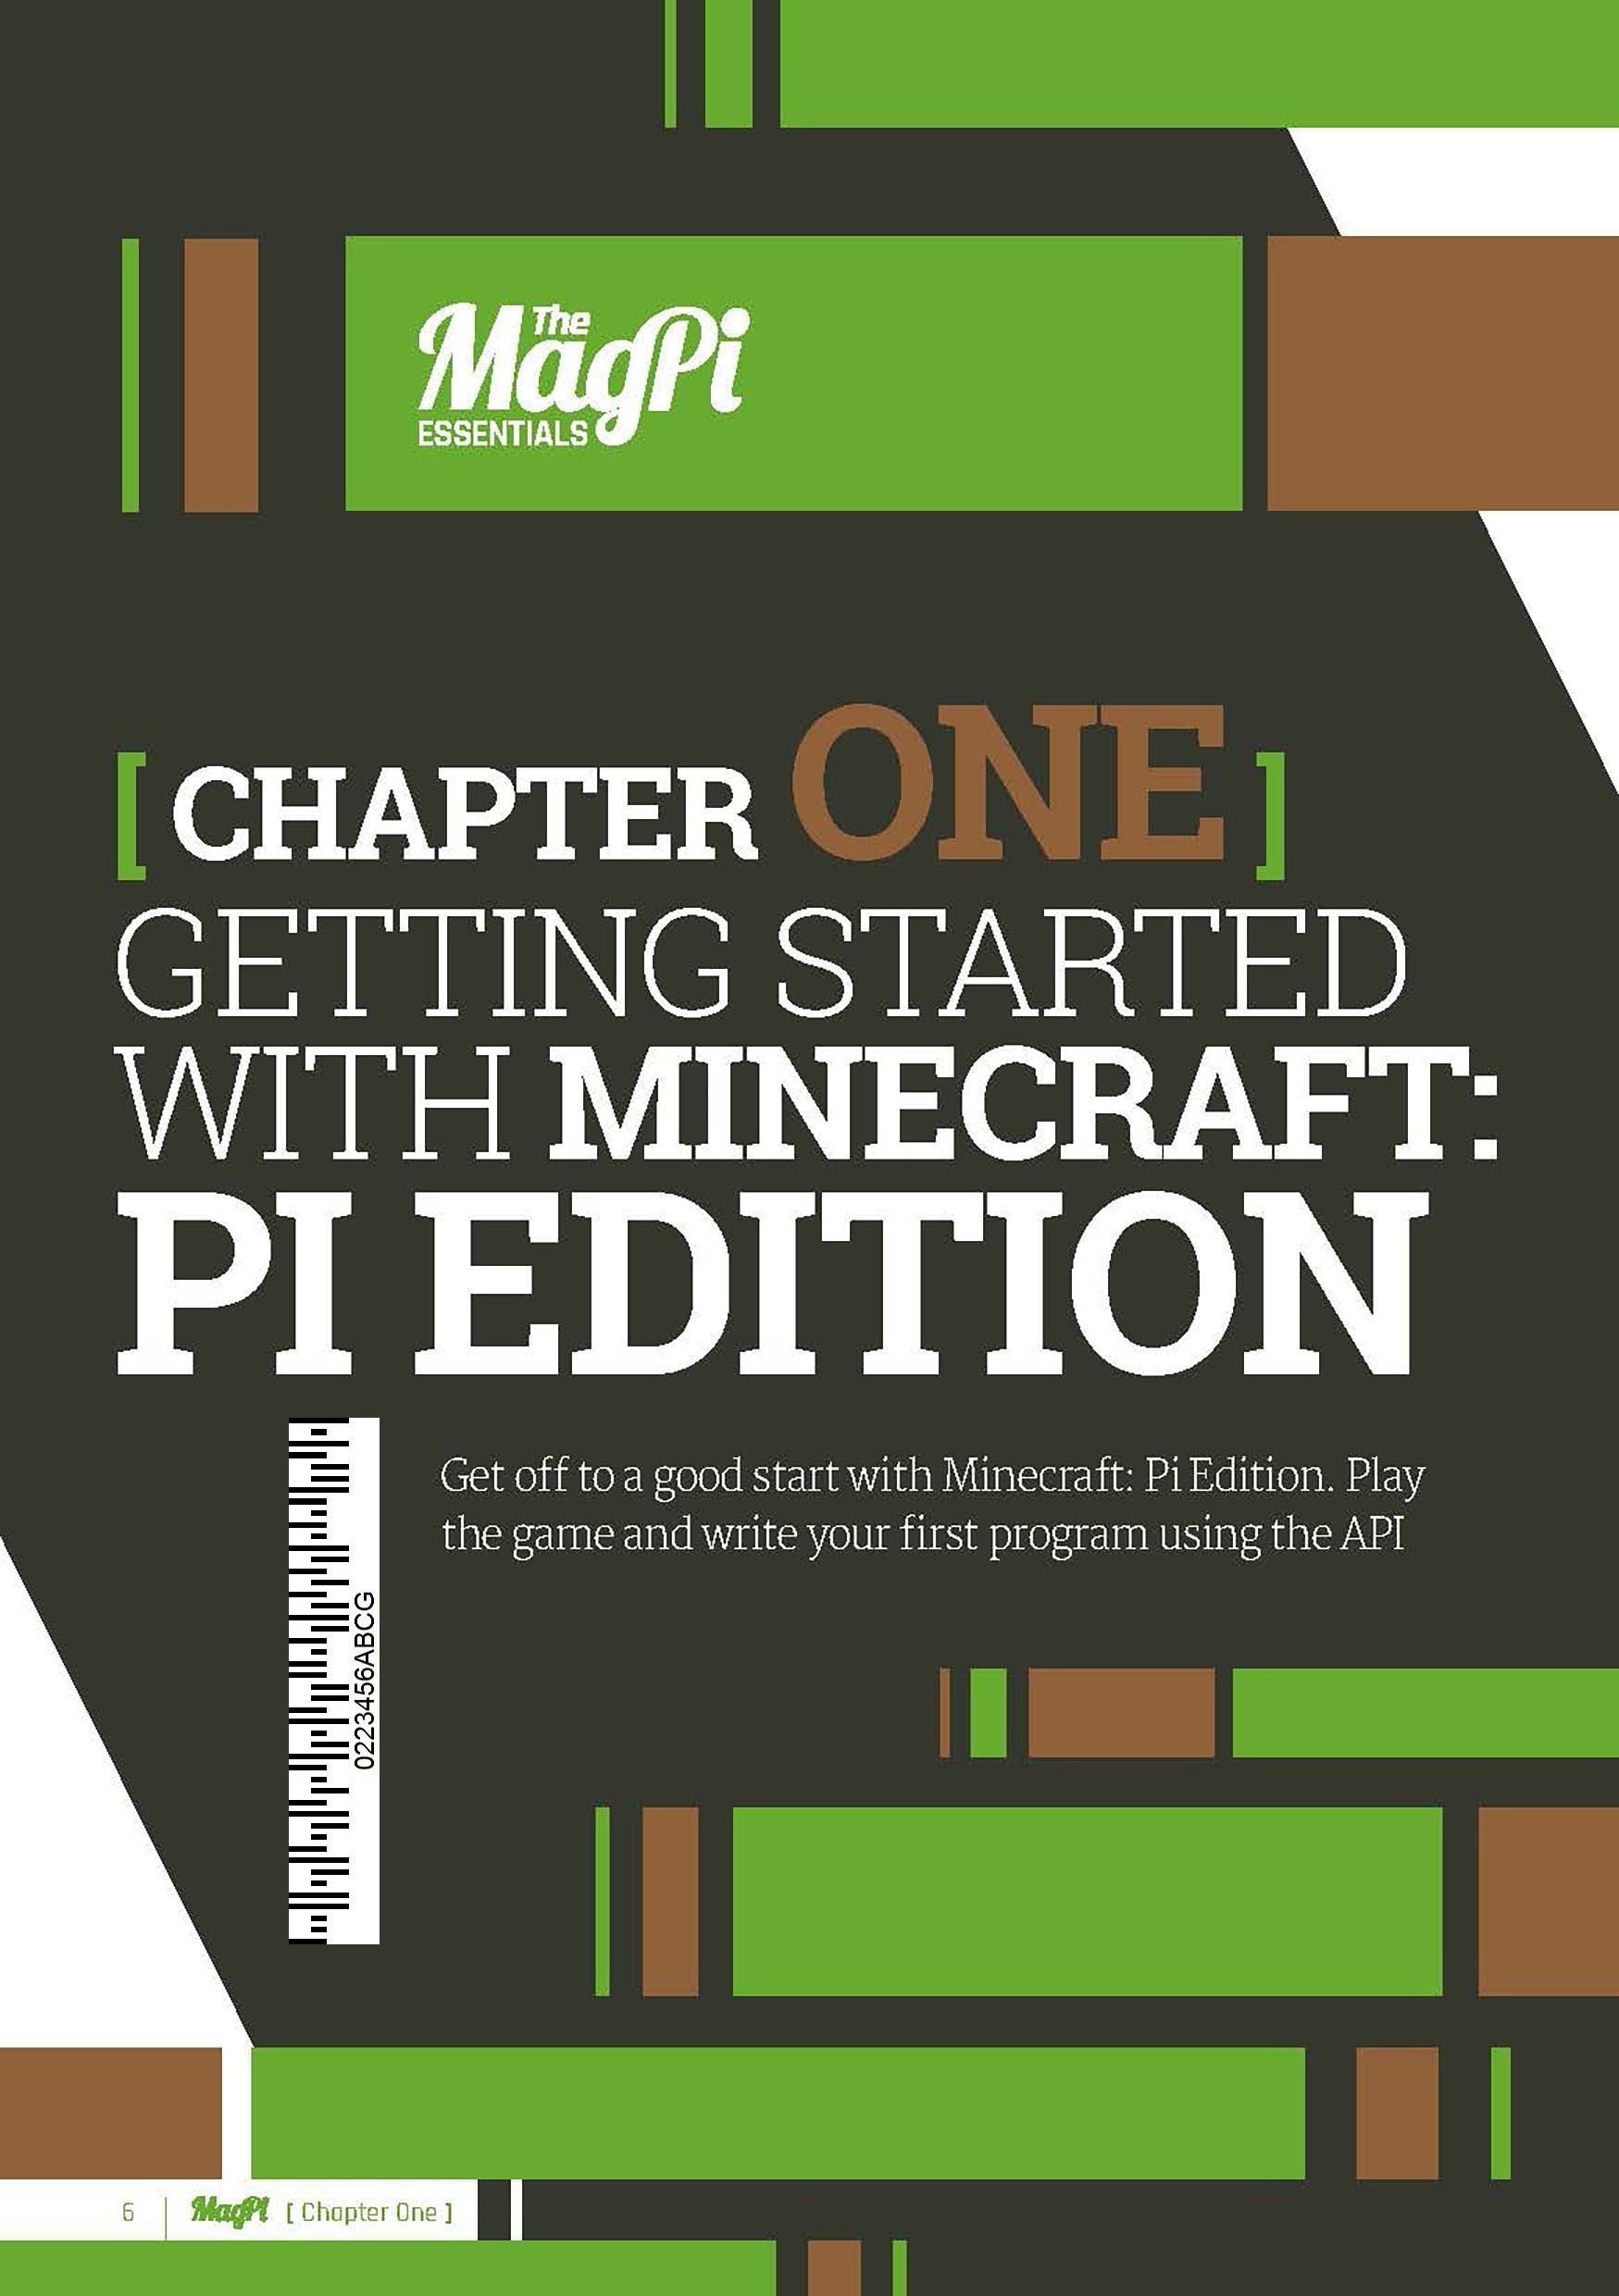 The
MagPi
ESSENTIALS
[ CHAPTER ONE ]
GETTING STARTED
WITH MINECRAFT:
PI EDITION
Get off to a good start with Minecraft: Pi Edition. Play
the game and write your first program using the API
0223456ABCG
6 MagPi [ Chapter One ]